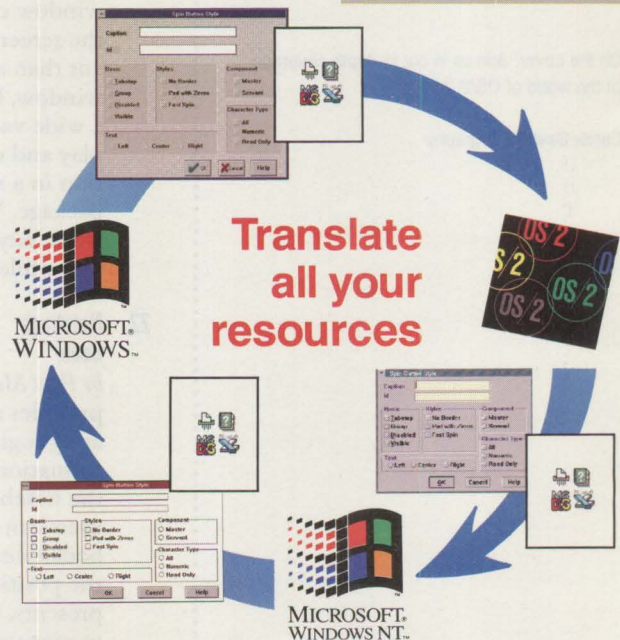 Spin Button Style
Caption
Id
Basic
Tabstop
Group
Disabled
Visible
Styles
No Border
Pad with Zeros
Fast Spin
Component
Master
Servant
Character Type
All
Numeric
Read Only
Text
Left Center Right
OK Cancel Help
Translate
all your
resources
MICROSOFT®
WINDOWS™
OS/2
S/2
OS/2
OS/2
Spin Button Style
Caption
Id
Basic
Tabstop
Group
Disabled
Visible
Styles
No Border
Pad with Zeros
Fast Spin
Component
Master
Servant
Character Type
All
Numeric
Read Only
Text
Left Center Right
OK Cancel Help
Spin Button Style
Caption
Id
Basic
Tabstop
Group
Disabled
Visible
Styles
No Border
Pad with Zeros
Fast Spin
Component
Master
Servant
Character Type
All
Numeric
Read Only
Text
Left Center Right
OK Cancel Help
MICROSOFT®
WINDOWS NT™